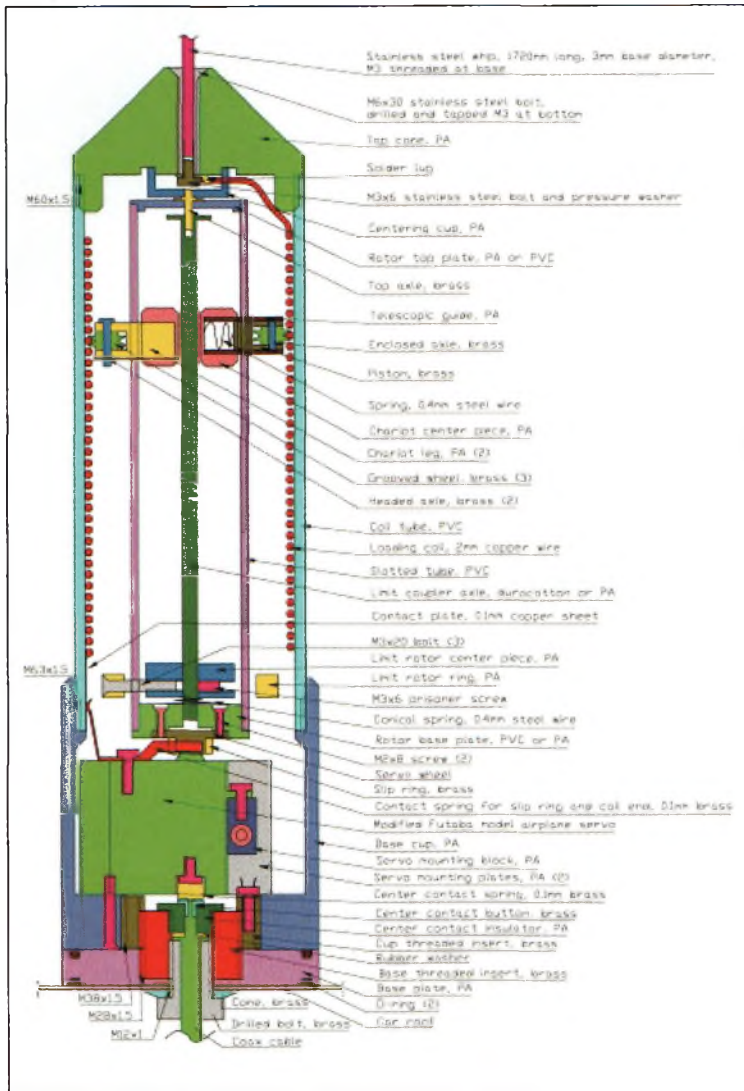 Stainless steel whip, 1720mm long, 3mm base diameter,
M3 threaded at base
M6x30 stainless steel bolt,
drilled and tapped M3 at bottom
Top cone, PA
Solder lug
M60x1.5
M3x6 stainless steel bolt and pressure washer
Centering cup, PA
Rotor top plate, PA or PVC
Top axle, brass
Telescopic guide, PA
Enclosed axle, brass
Piston, brass
Spring, 0.4mm steel wire
Chariot center piece, PA
Chariot leg, PA (2)
Grooved wheel, brass (3)
Headed axle, brass (2)
Coil tube, PVC
Loading coil, 2mm copper wire
Slotted tube, PVC
Limit coupler axle, duracotton or PA
Contact plate, 0.1mm copper sheet
M3x20 bolt (3)
M63x1.5
Limit rotor center piece, PA
Limit rotor ring, PA
M3x6 prisoner screw
Conical spring, 0.4mm steel wire
Rotor base plate, PVC or PA
M2x8 screw (2)
Servo wheel
Slip ring, brass
Contact spring for slip ring and coil end, 0.1mm brass
Modified Futaba model airplane servo
Base cup, PA
Servo mounting block, PA
Servo mounting plates, PA (2)
Center contact spring, 0.1mm brass
Center contact button, brass
Center contact insulator, PA
Cup threaded insert, brass
Rubber washer
Base threaded insert, brass
Base plate, PA
O-ring (2)
Car roof
M38x1.5
M28x1.5
M12x1
Cone, brass
Drilled bolt, brass
Coax cable